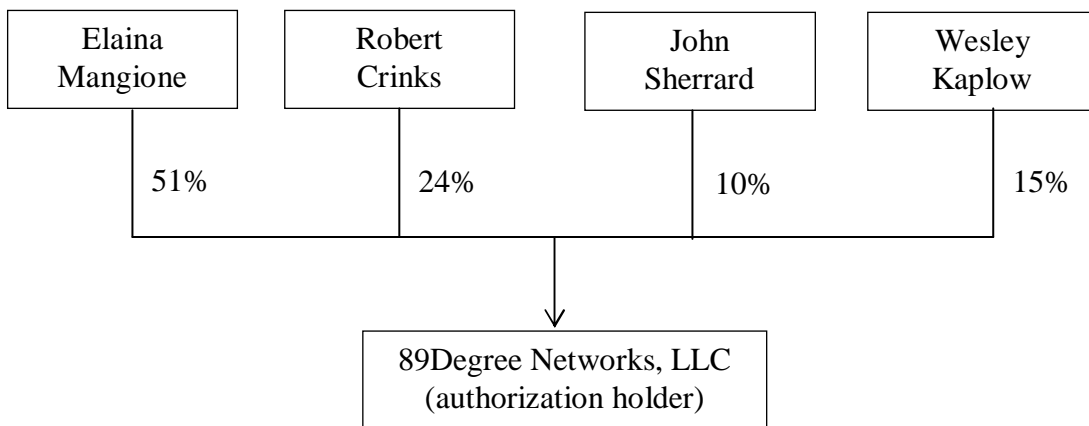 Elaina
Mangione
Robert
Crinks
John
Sherrard
Wesley
Kaplow
51%
24%
10%
15%
89Degree Networks, LLC
(authorization holder)